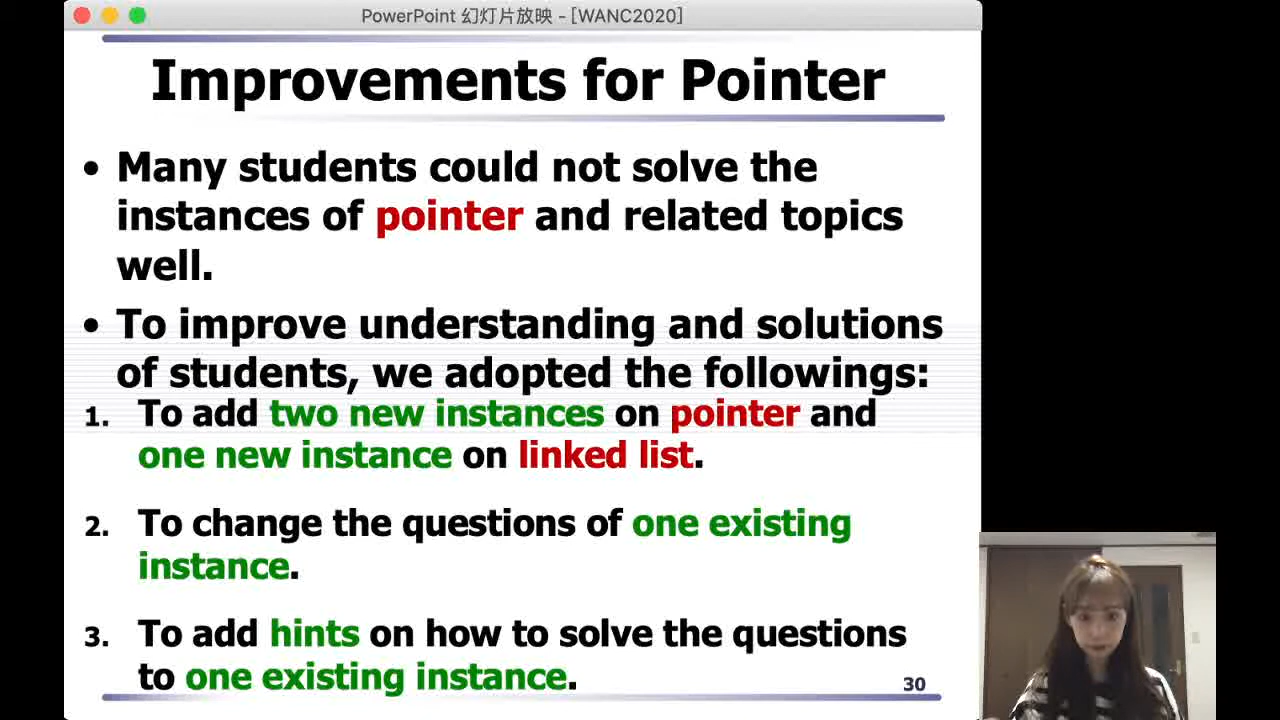 PowerPoint 幻灯片放映 - [WANC2020]
Improvements for Pointer
• Many students could not solve the
instances of pointer and related topics
well.
• To improve understanding and solutions
of students, we adopted the followings:
1. To add two new instances on pointer and
one new instance on linked list.
2. To change the questions of one existing
instance.
3. To add hints on how to solve the questions
to one existing instance.
30